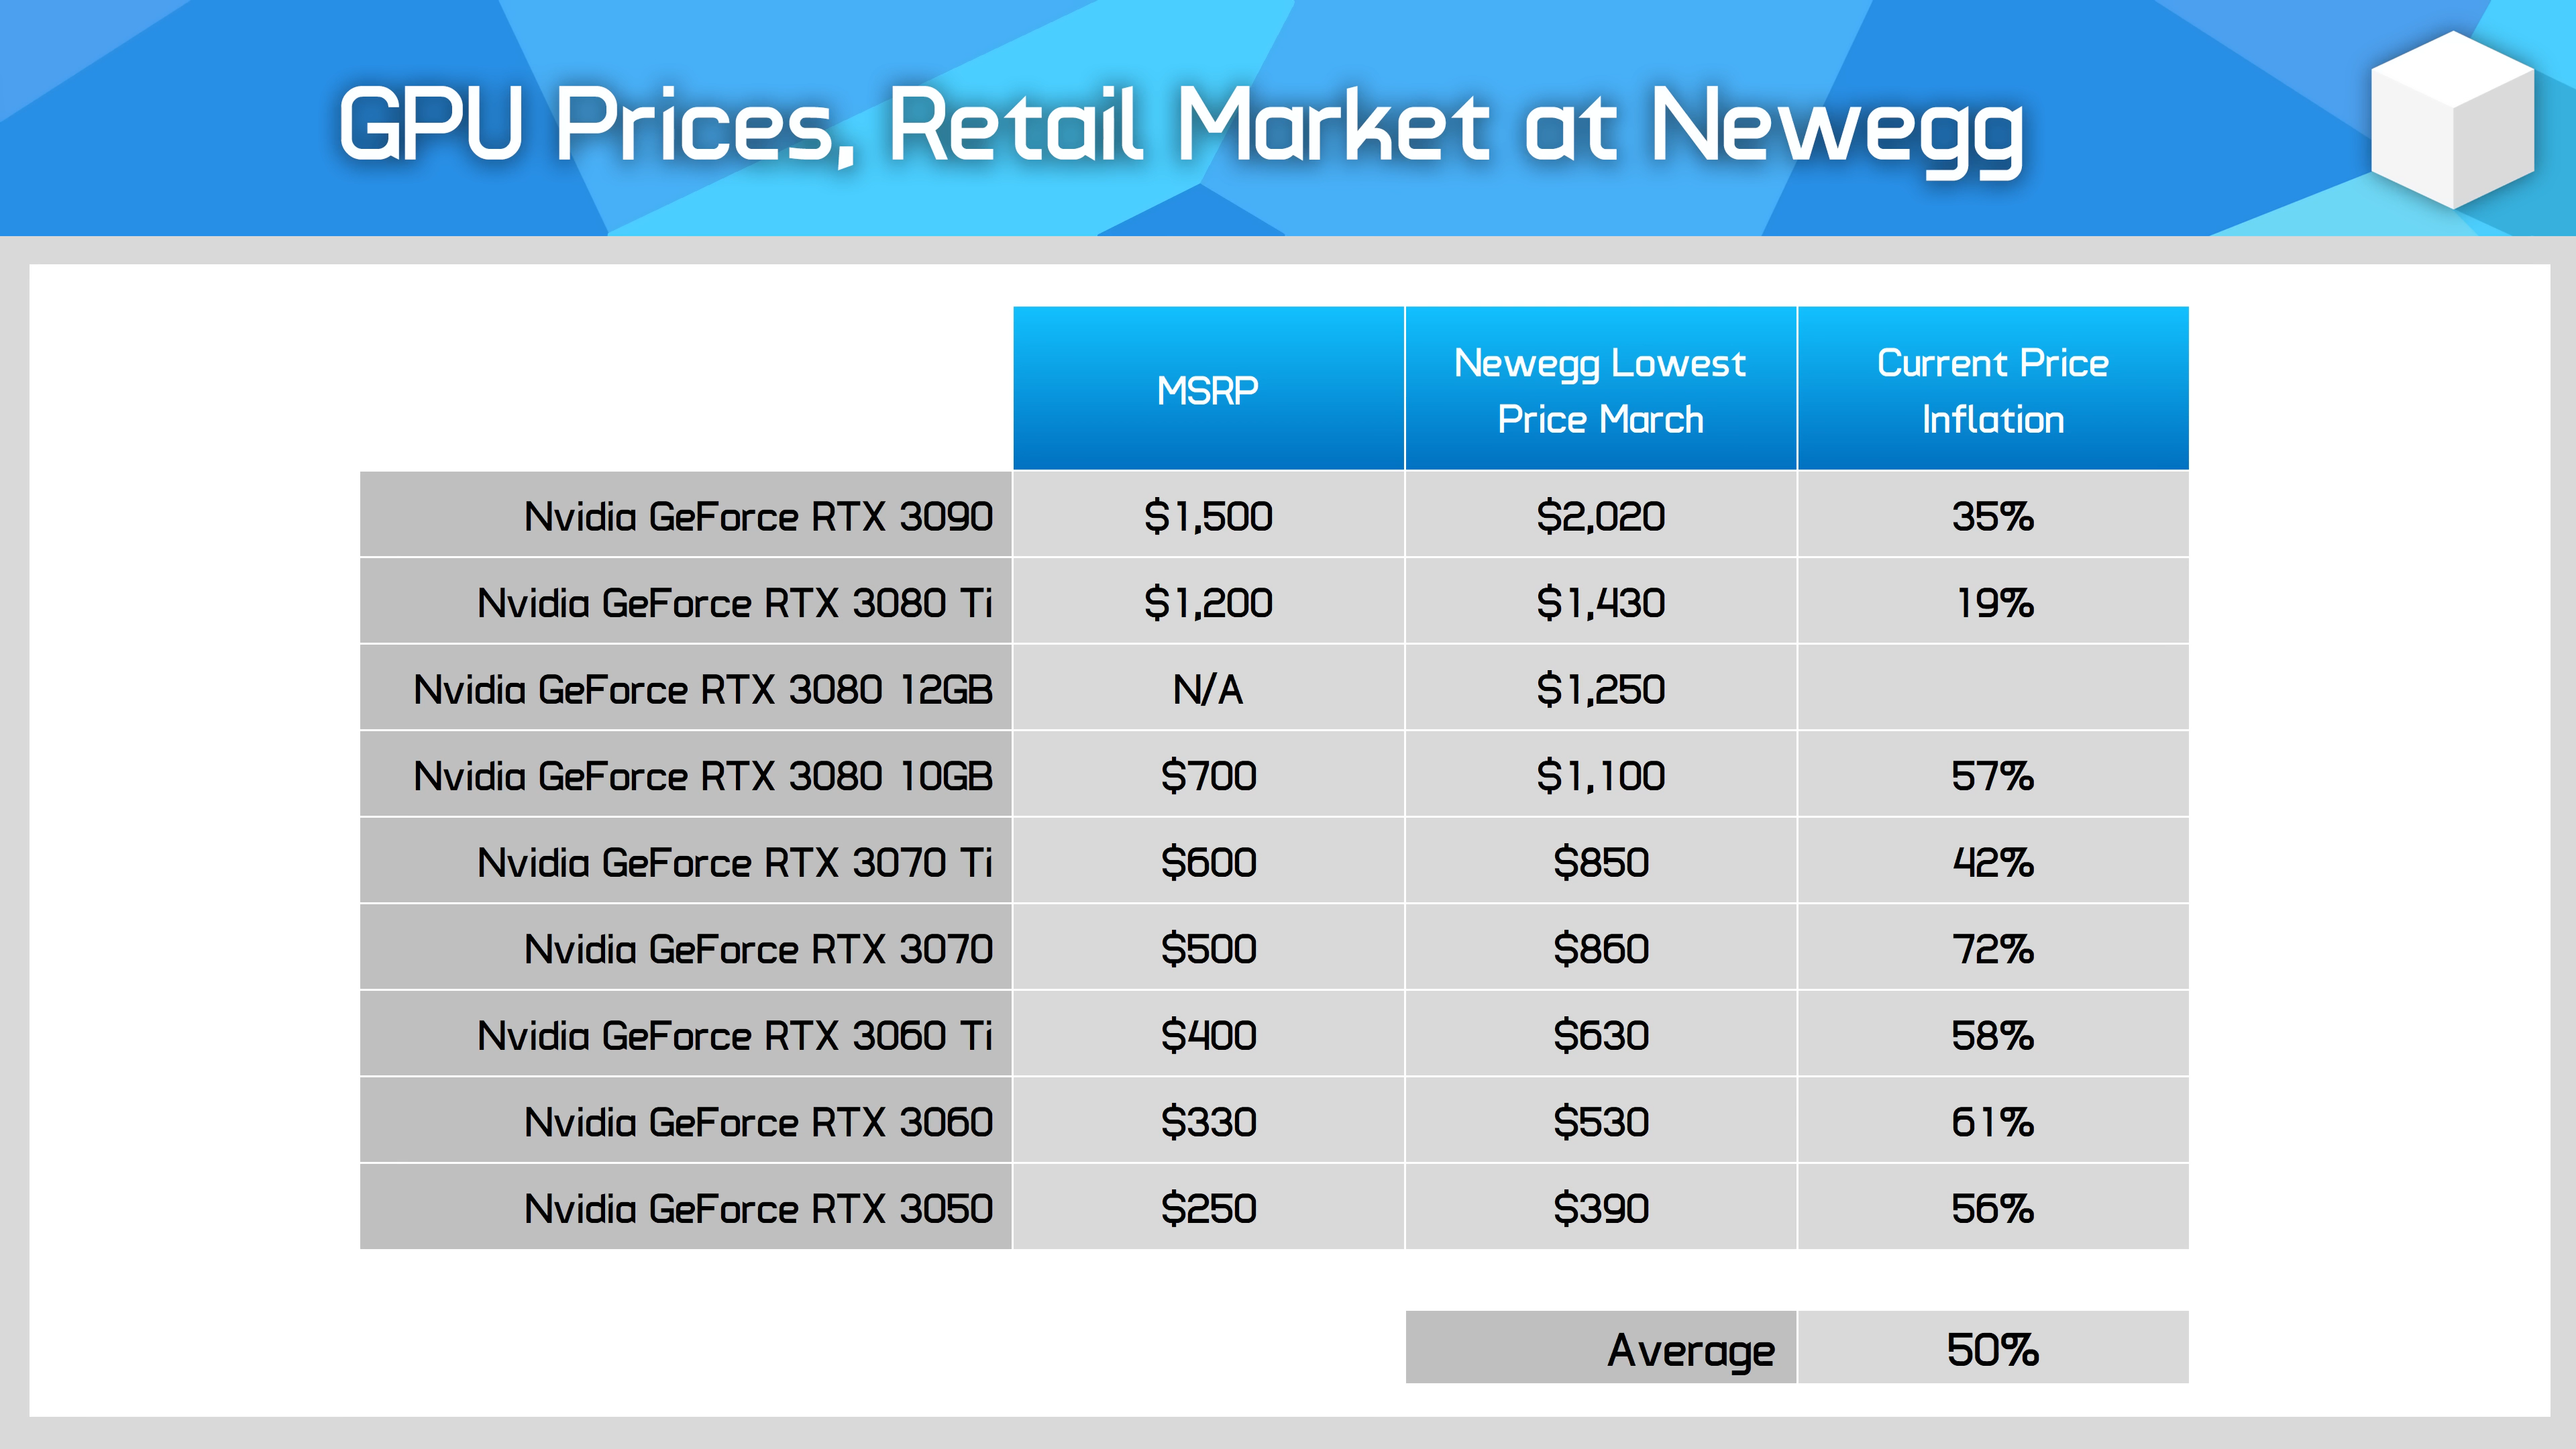 GPU Prices, Retail Market at Newegg
MSRP
Newegg Lowest
Price March
Current Price
Inflation
Nvidia GeForce RTX 3090 $1,500 $2,020 35%
Nvidia GeForce RTX 3080 Ti $1,200 $1,430 19%
Nvidia GeForce RTX 3080 12GB N/A $1,250
Nvidia GeForce RTX 3080 10GB $700 $1,100 57%
Nvidia GeForce RTX 3070 Ti $600 $850 42%
Nvidia GeForce RTX 3070 $500 $860 72%
Nvidia GeForce RTX 3060 Ti $400 $630 58%
Nvidia GeForce RTX 3060 $330 $530 61%
Nvidia GeForce RTX 3050 $250 $390 56%
Average 50%